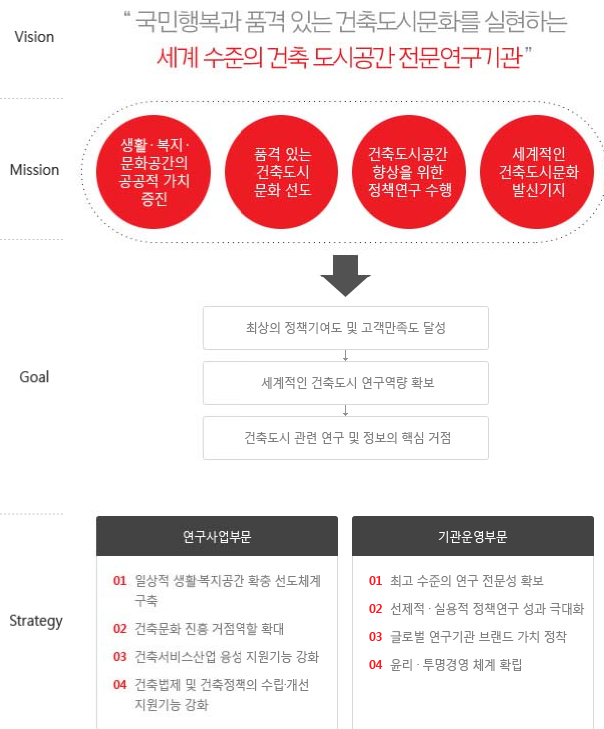 Vision
“ 국민행복과 품격 있는 건축도시문화를 실현하는
세계 수준의 건축 도시공간 전문연구기관 ”
Mission
생활 · 복지 ·
문화공간의
공공적 가치
증진
품격 있는
건축도시
문화 선도
건축도시공간
향상을 위한
정책연구 수행
세계적인
건축도시문화
발신기지
Goal
최상의 정책기여도 및 고객만족도 달성
↓
세계적인 건축도시 연구역량 확보
↓
건축도시 관련 연구 및 정보의 핵심 거점
Strategy
연구사업부문
01 일상적 생활·복지공간 확충 선도체계
구축
02 건축문화 진흥 거점역할 확대
03 건축서비스산업 융성 지원기능 강화
04 건축법제 및 건축정책의 수립·개선
지원기능 강화
기관운영부문
01 최고 수준의 연구 전문성 확보
02 선제적 · 실용적 정책연구 성과 극대화
03 글로벌 연구기관 브랜드 가치 정착
04 윤리 · 투명경영 체계 확립